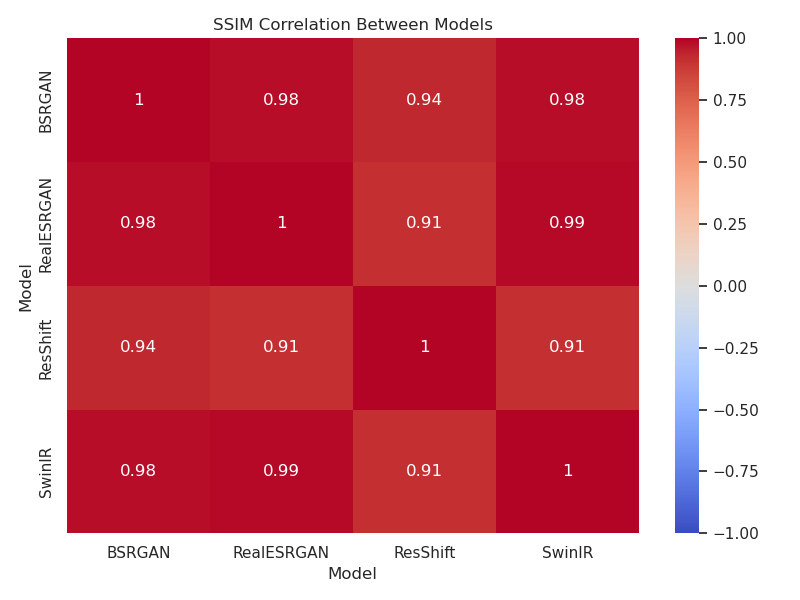 SSIM Correlation Between Models
Model
BSRGAN
RealESRGAN
ResShift
SwinIR
1 0.98 0.94 0.98
0.98 1 0.91 0.99
0.94 0.91 1 0.91
0.98 0.99 0.91 1
BSRGAN RealESRGAN ResShift SwinIR
Model
1.00
0.75
0.50
0.25
0.00
−0.25
−0.50
−0.75
−1.00